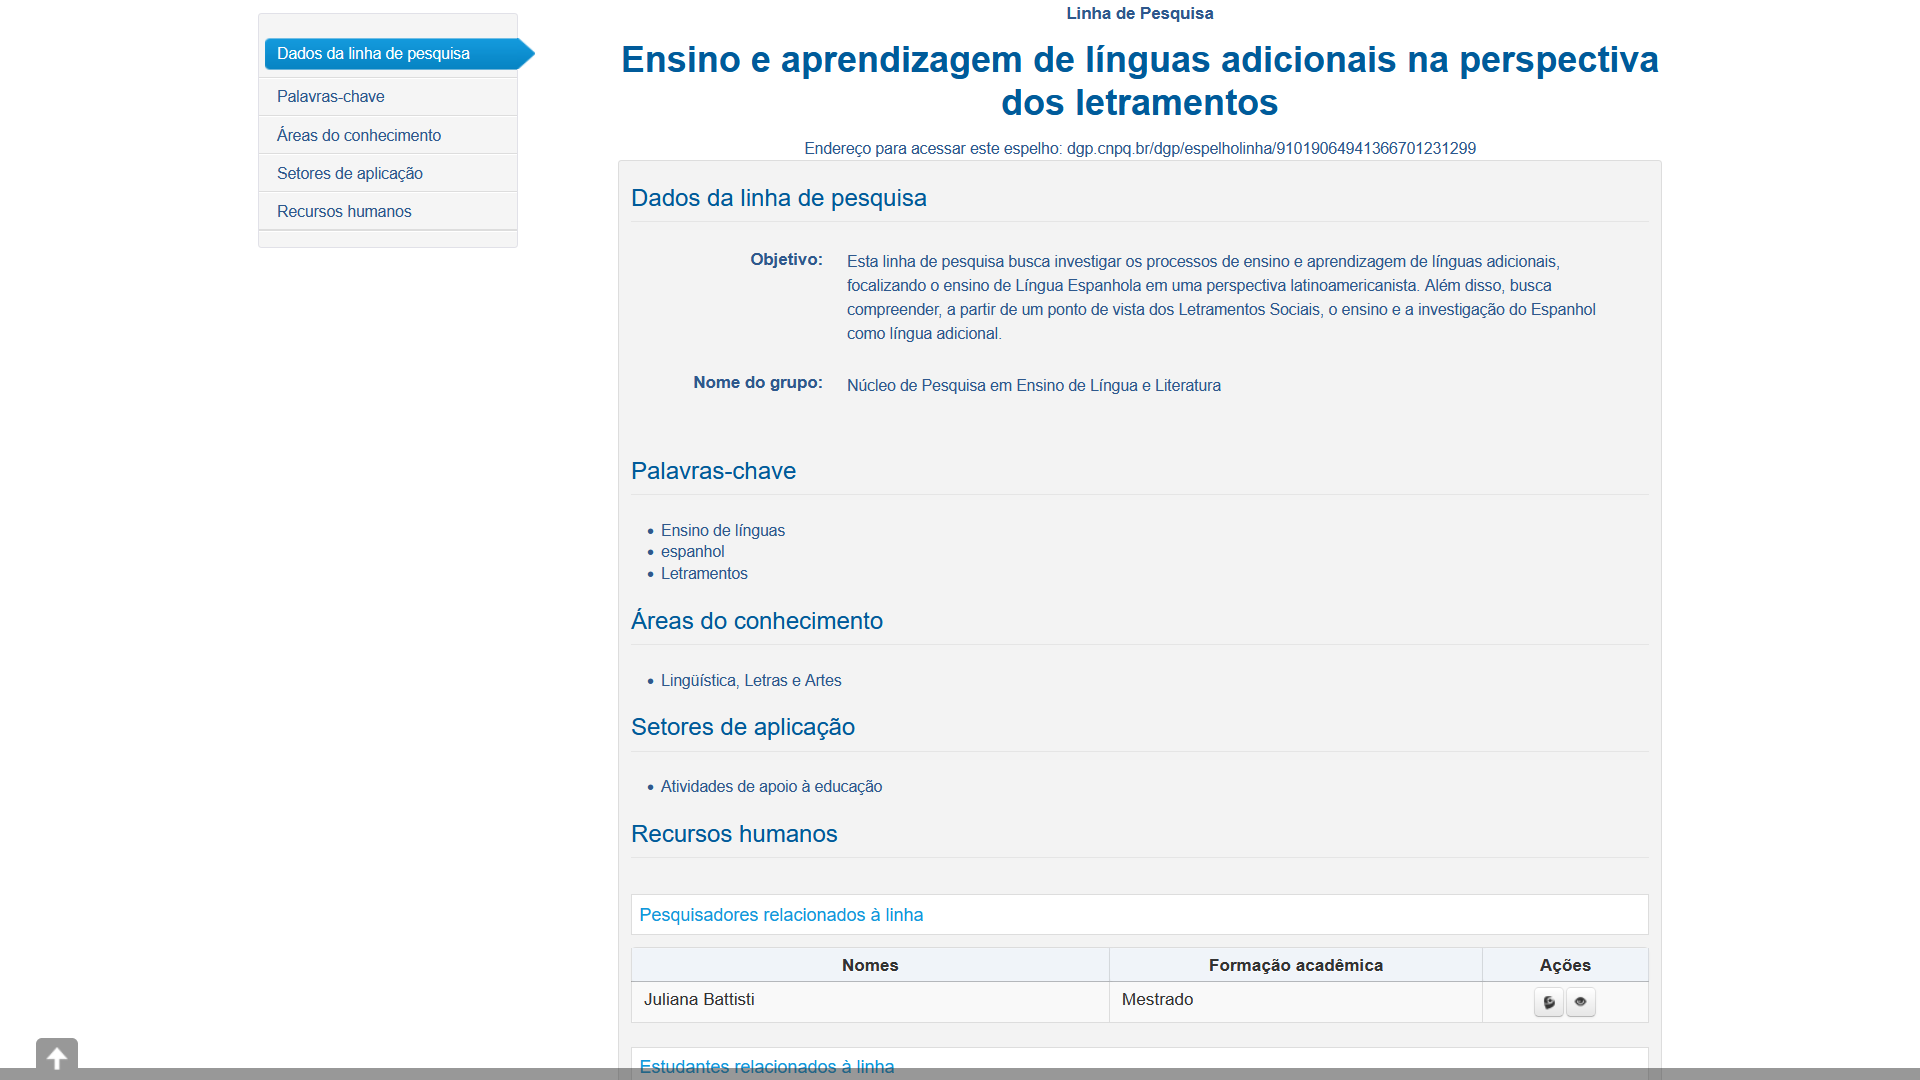 Dados da linha de pesquisa
Palavras-chave
Áreas do conhecimento
Setores de aplicação
Recursos humanos
Linha de Pesquisa
Ensino e aprendizagem de línguas adicionais na perspectiva
dos letramentos
Endereço para acessar este espelho: dgp.cnpq.br/dgp/espelholinha/91019064941366701231299
Dados da linha de pesquisa
Objetivo: Esta linha de pesquisa busca investigar os processos de ensino e aprendizagem de línguas adicionais,
focalizando o ensino de Língua Espanhola em uma perspectiva latinoamericanista. Além disso, busca
compreender, a partir de um ponto de vista dos Letramentos Sociais, o ensino e a investigação do Espanhol
como língua adicional.
Nome do grupo: Núcleo de Pesquisa em Ensino de Língua e Literatura
Palavras-chave
Ensino de línguas
espanhol
Letramentos
Áreas do conhecimento
Lingüística, Letras e Artes
Setores de aplicação
Atividades de apoio à educação
Recursos humanos
Pesquisadores relacionados à linha
Nomes Formação acadêmica Ações
Juliana Battisti Mestrado
Estudantes relacionados à linha